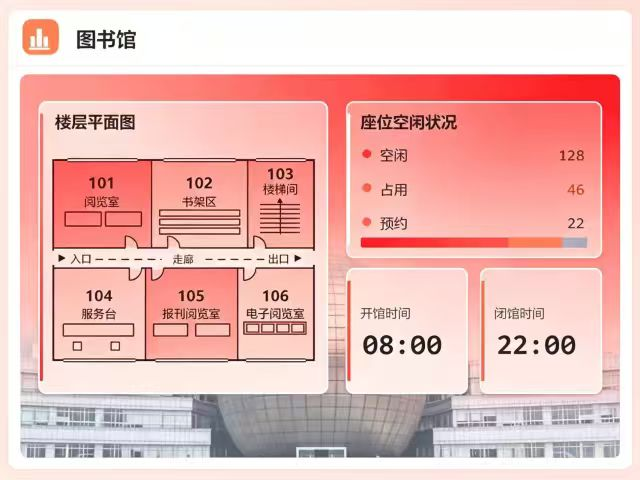 图书馆
楼层平面图
101
阅览室
102
书架区
103
楼梯间
入口
走廊
出口
104
服务台
105
报刊阅览室
106
电子阅览室
座位空闲状况
空闲 128
占用 46
预约 22
开馆时间
08:00
闭馆时间
22:00